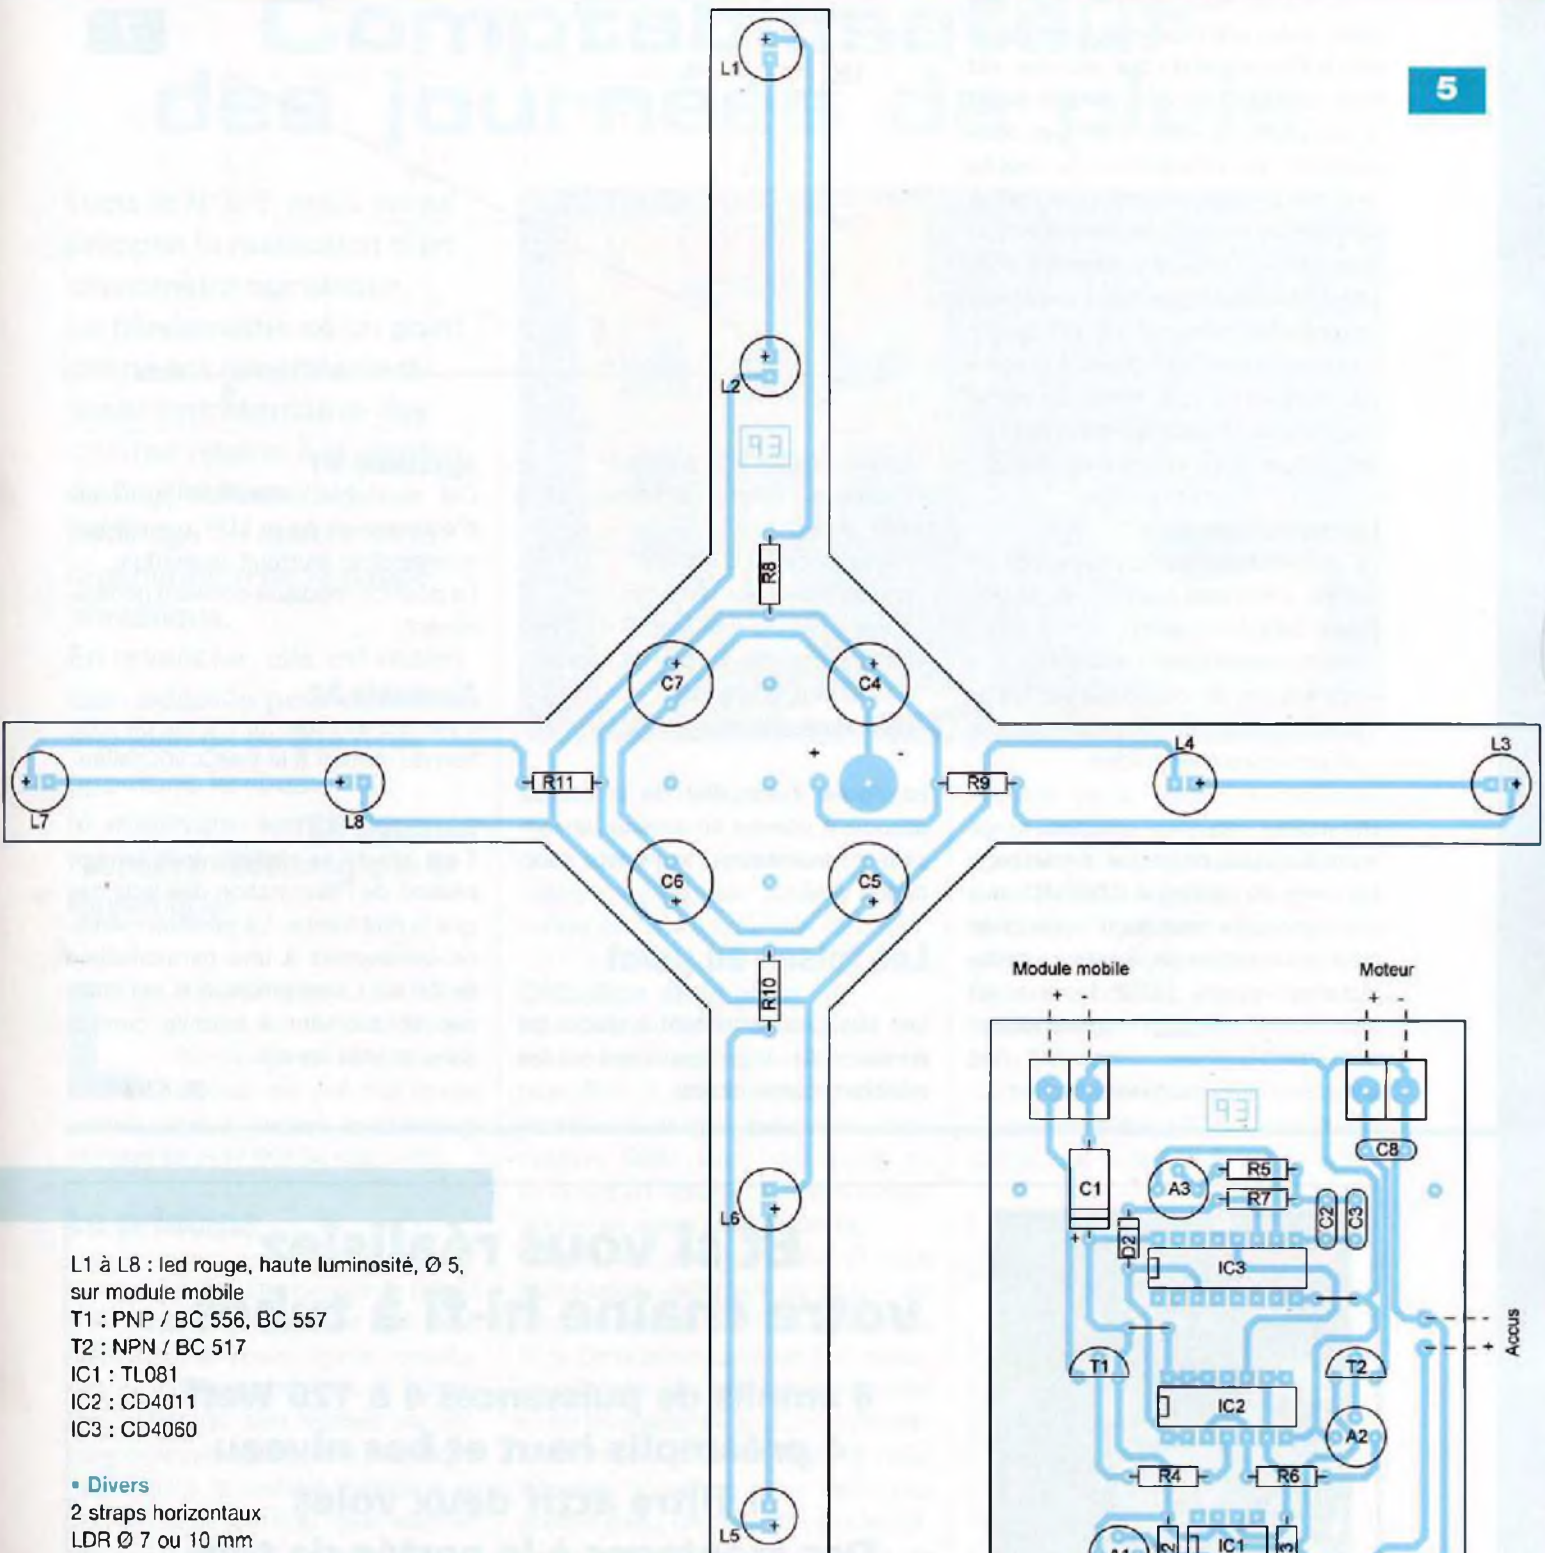 5
L1
L2
R8
C7
C4
L4
L3
+
-
R11
R9
L7
L8
C6
C5
R10
Module mobile
Moteur
+
-
+
-
L6
C8
C1
A3
R5
R7
C2
C3
D2
IC3
L1 à L8 : led rouge, haute luminosité, Ø 5,
sur module mobile
T1 : PNP / BC 556, BC 557
T2 : NPN / BC 517
IC1 : TL081
IC2 : CD4011
IC3 : CD4060
• Divers
2 straps horizontaux
LDR Ø 7 ou 10 mm
-
+
Accus
T1
T2
IC2
A2
R4
R6
L5
IC1